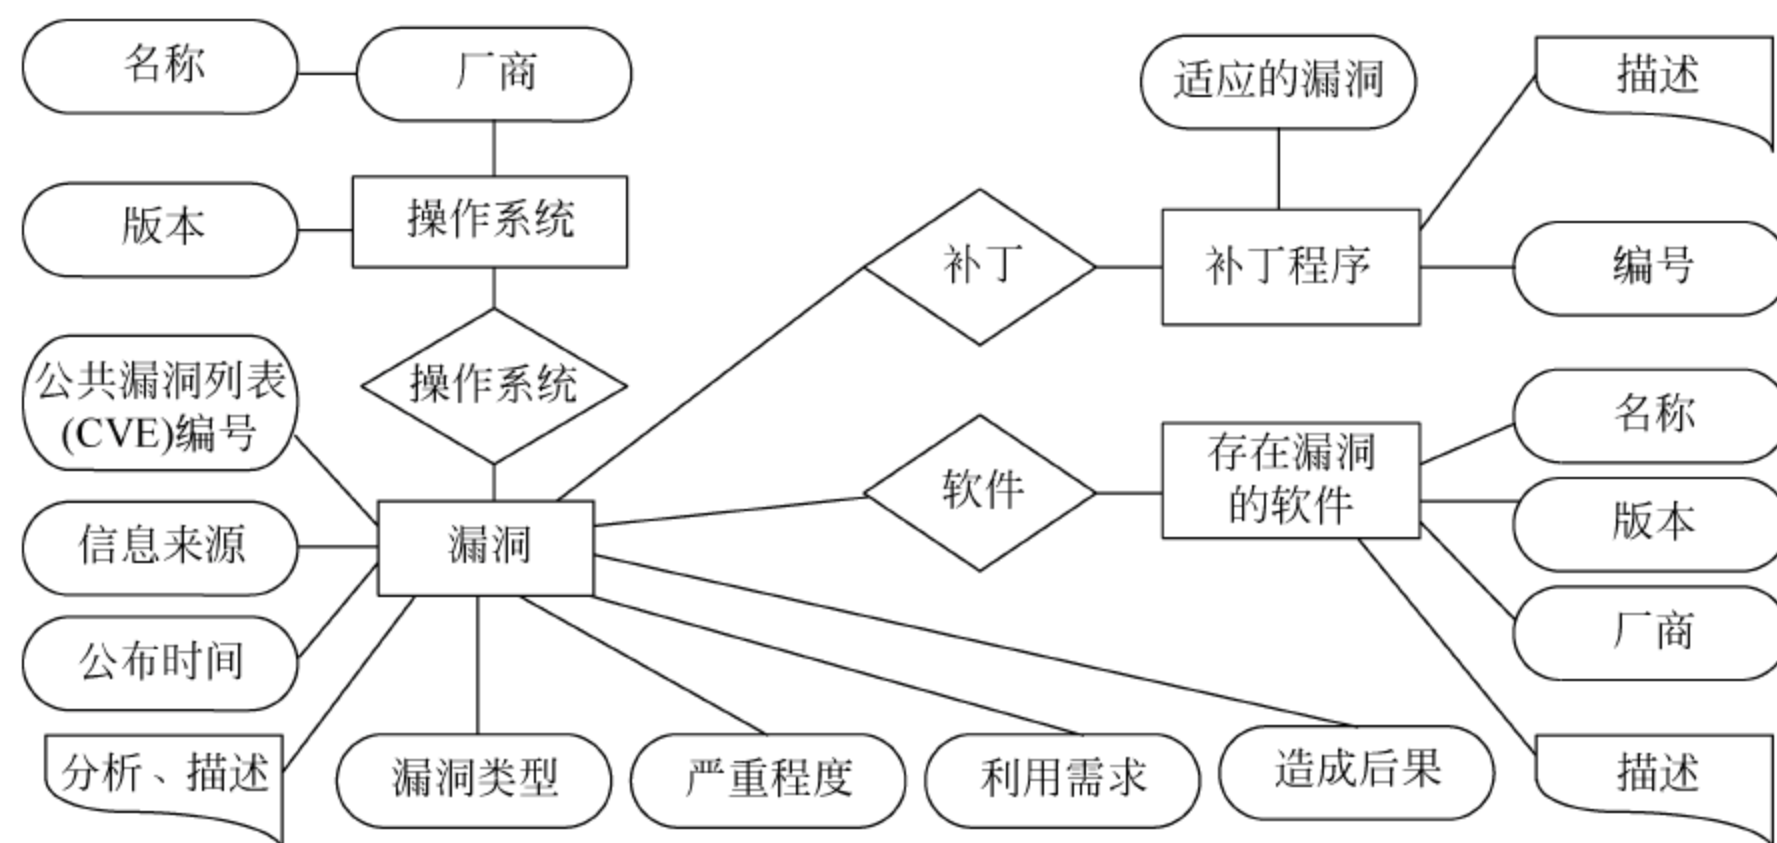 名称
厂商
适应的漏洞
描述
版本
操作系统
补丁
补丁程序
编号
公共漏洞列表
(CVE)编号
操作系统
软件
存在漏洞
的软件
名称
版本
厂商
信息来源
漏洞
公布时间
分析、描述
漏洞类型
严重程度
利用需求
造成后果
描述